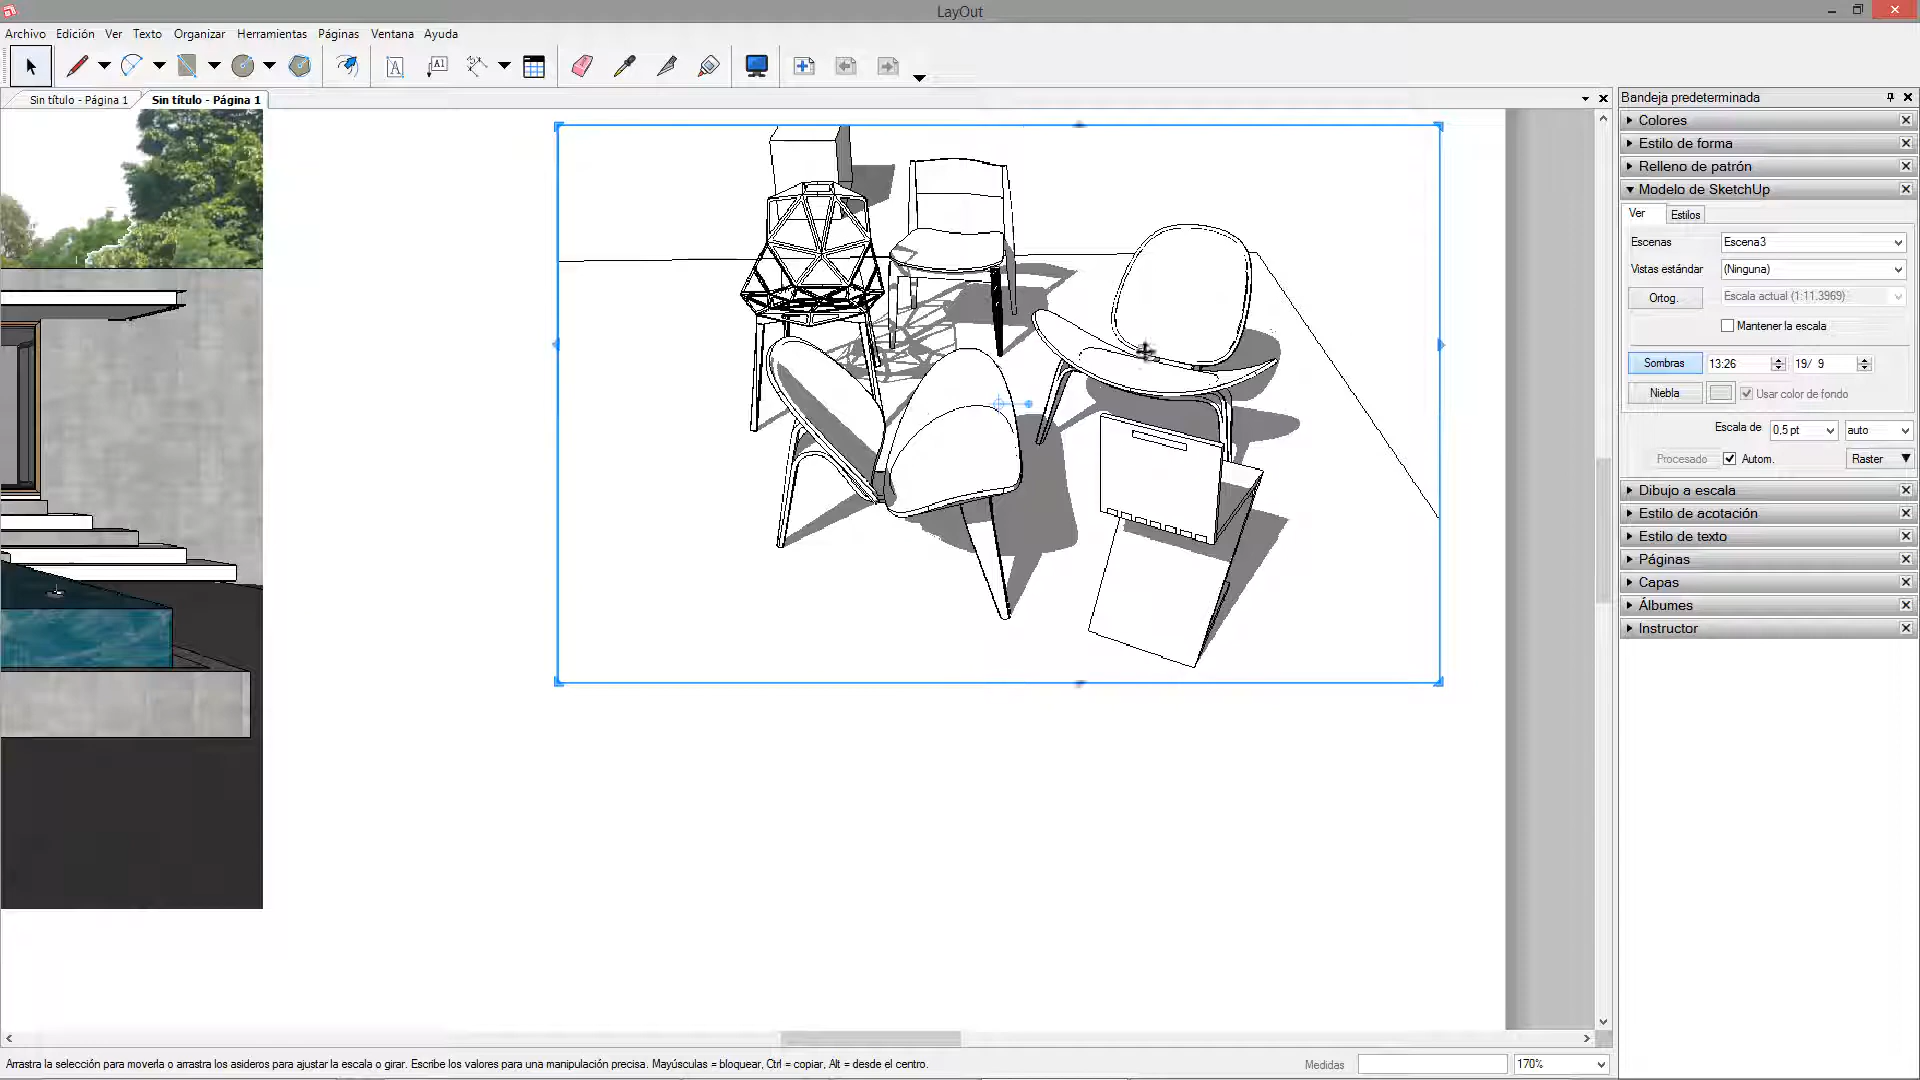 LayOut
Archivo Edición Ver Texto Organizar Herramientas Páginas Ventana Ayuda
Sin título - Página 1 Sin título - Página 1
Bandeja predeterminada
Colores
Estilo de forma
Relleno de patrón
Modelo de SketchUp
Ver Estilos
Escenas Escena3
Vistas estándar (Ninguna)
Ortog. Escala actual (1:11.3969)
Mantener la escala
Sombras 13:26 19/ 9
Niebla Usar color de fondo
Escala de 0,5 pt auto
Procesado Autom. Raster
Dibujo a escala
Estilo de acotación
Estilo de texto
Páginas
Capas
Álbumes
Instructor
Arrastra la selección para moverla o arrastra los asideros para ajustar la escala o girar. Escribe los valores para una manipulación precisa. Mayúsculas = bloquear, Ctrl = copiar, Alt = desde el centro. Medidas 170%